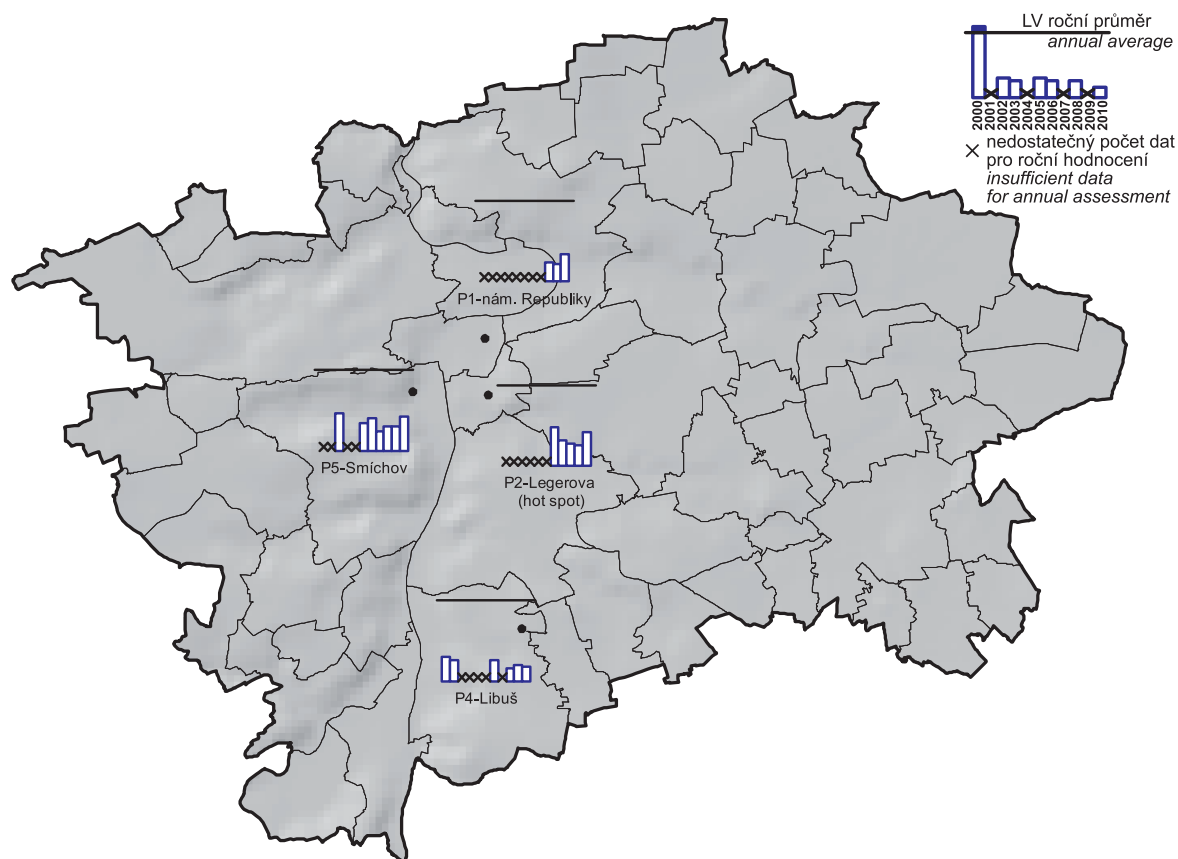 LV roční průměr
annual average
2000
2001
2002
2003
2004
2005
2006
2007
2008
2009
2010
nedostatečný počet dat
pro roční hodnocení
insufficient data
for annual assessment
P1-nám. Republiky
P5-Smíchov
P2-Legerova
(hot spot)
P4-Libuš